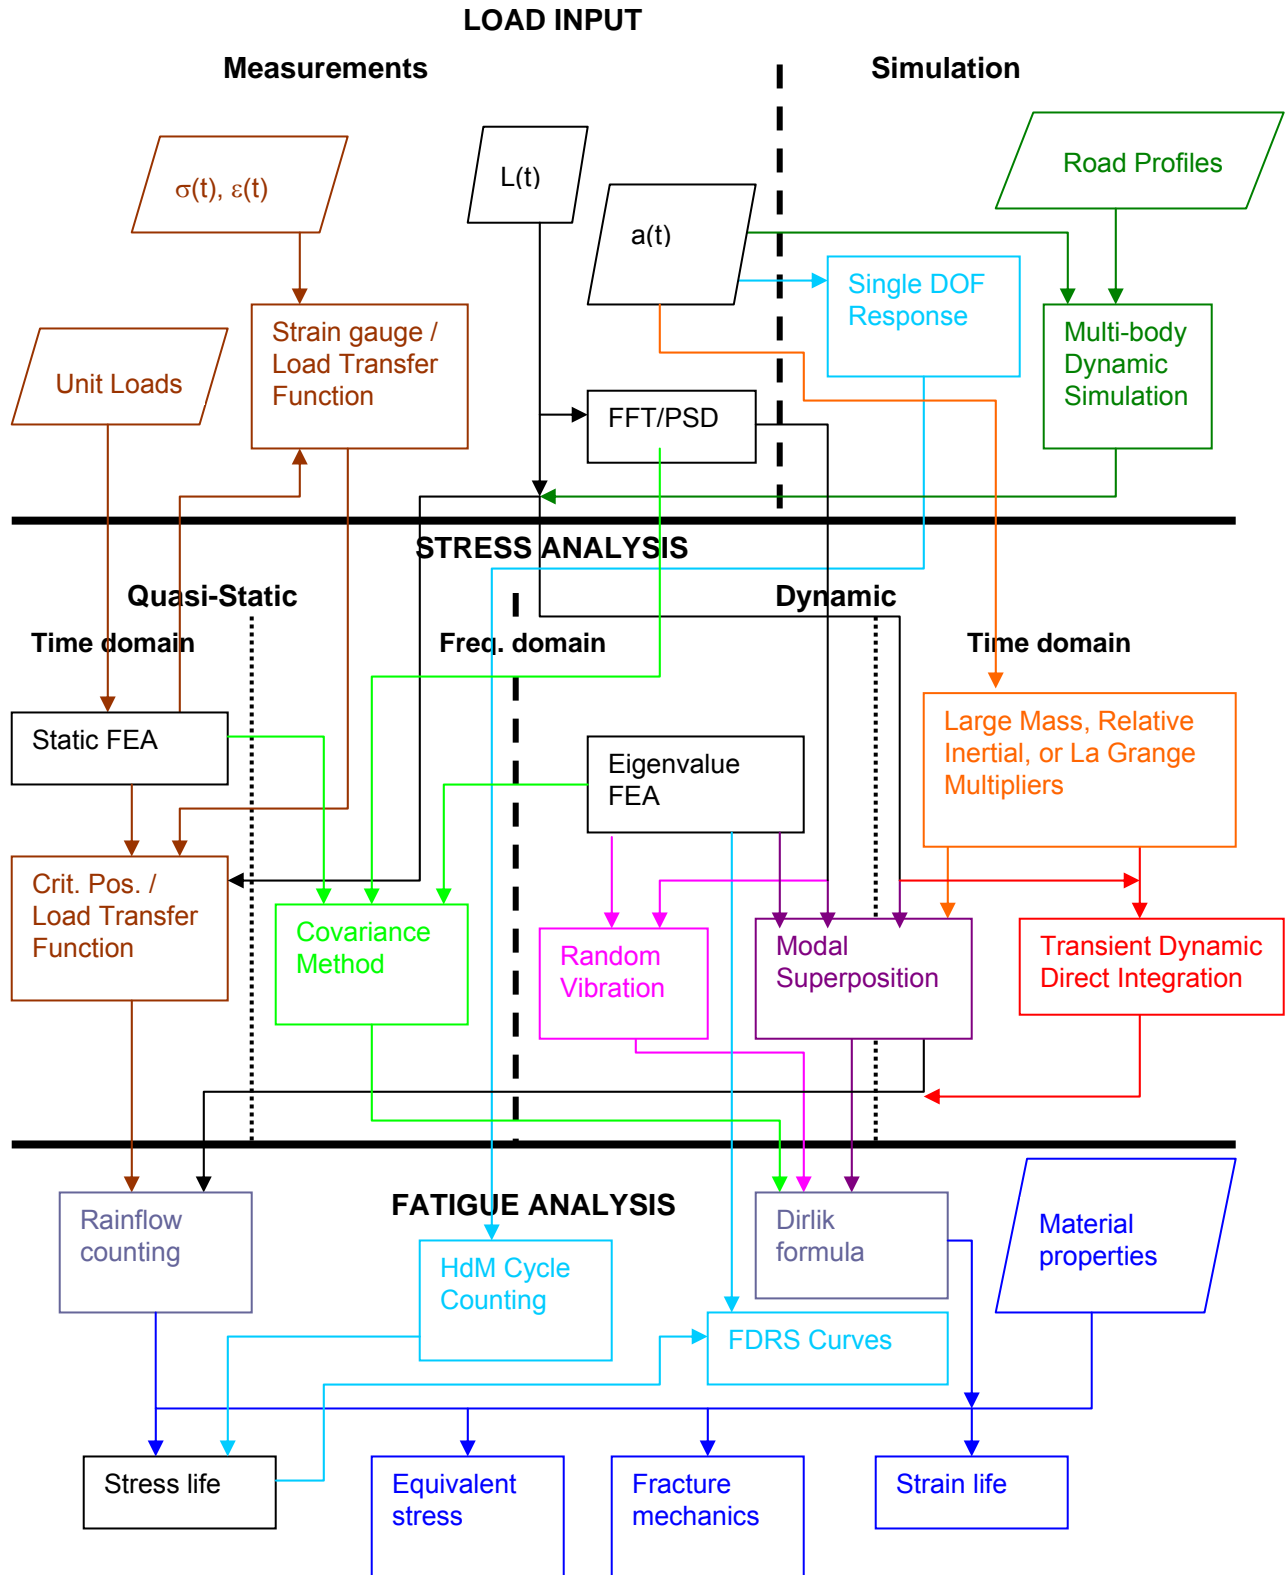 LOAD INPUT
Measurements
Simulation
σ(t), ε(t)
L(t)
a(t)
Road Profiles
Single DOF
Response
Strain gauge /
Load Transfer
Function
Multi-body
Dynamic
Simulation
Unit Loads
FFT/PSD
STRESS ANALYSIS
Quasi-Static
Dynamic
Time domain
Freq. domain
Time domain
Static FEA
Eigenvalue
FEA
Large Mass, Relative
Inertial, or La Grange
Multipliers
Crit. Pos. /
Load Transfer
Function
Covariance
Method
Random
Vibration
Modal
Superposition
Transient Dynamic
Direct Integration
FATIGUE ANALYSIS
Rainflow
counting
HdM Cycle
Counting
Dirlik
formula
Material
properties
FDRS Curves
Stress life
Equivalent
stress
Fracture
mechanics
Strain life